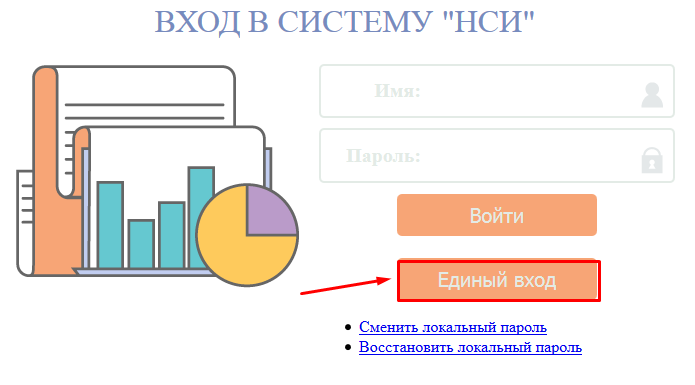 ВХОД В СИСТЕМУ "НСИ"
Имя:
Пароль:
Войти
Единый вход
Сменить локальный пароль
Восстановить локальный пароль